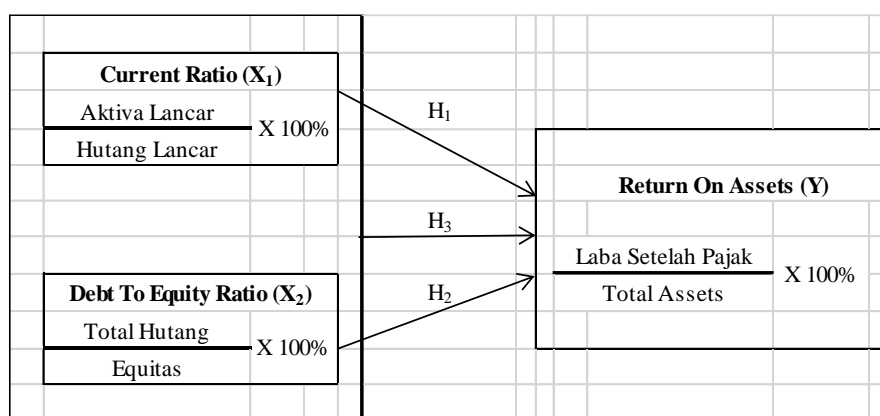 Current Ratio (X₁)
Aktiva Lancar
X 100%
Hutang Lancar
H₁
Return On Assets (Y)
H₃
Laba Setelah Pajak
X 100%
Total Assets
Debt To Equity Ratio (X₂)
H₂
Total Hutang
X 100%
Equitas